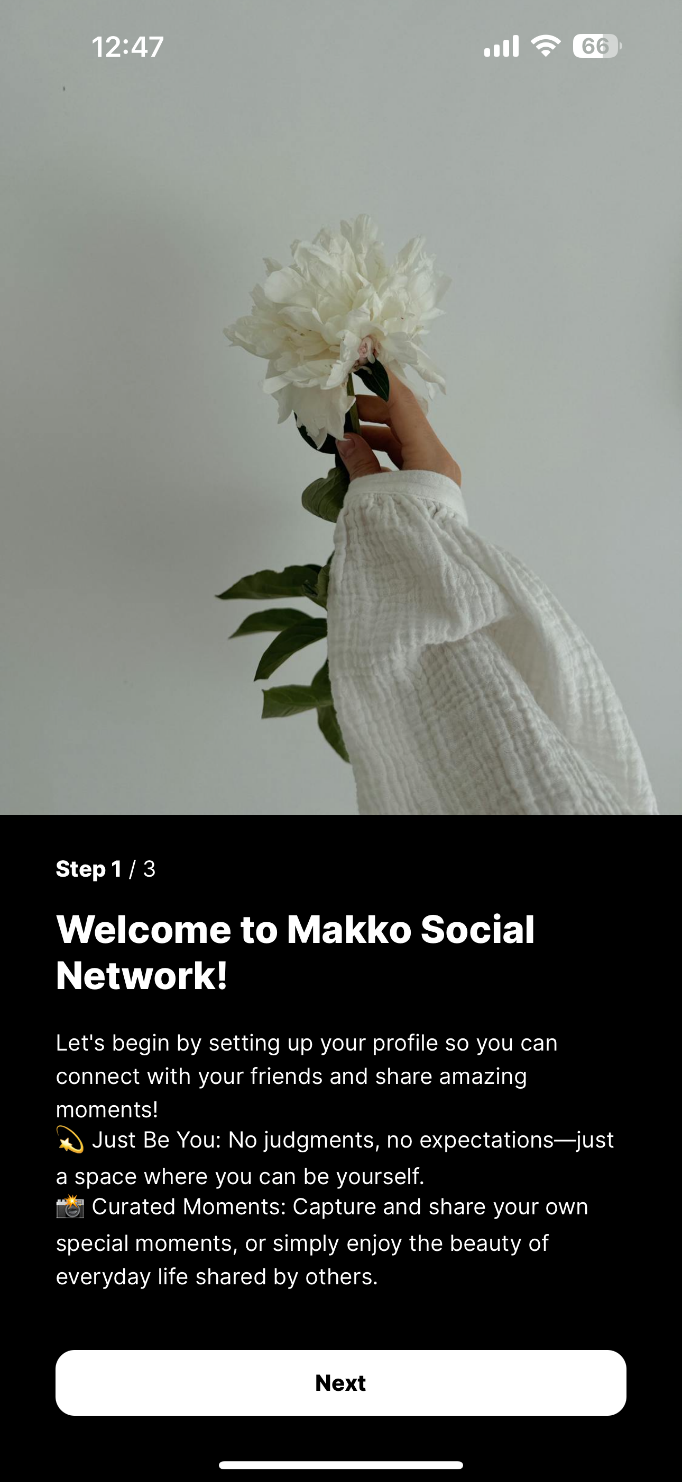 12:47
66
Step 1 / 3
Welcome to Makko Social
Network!
Let's begin by setting up your profile so you can
connect with your friends and share amazing
moments!
💫 Just Be You: No judgments, no expectations—just
a space where you can be yourself.
📸 Curated Moments: Capture and share your own
special moments, or simply enjoy the beauty of
everyday life shared by others.
Next